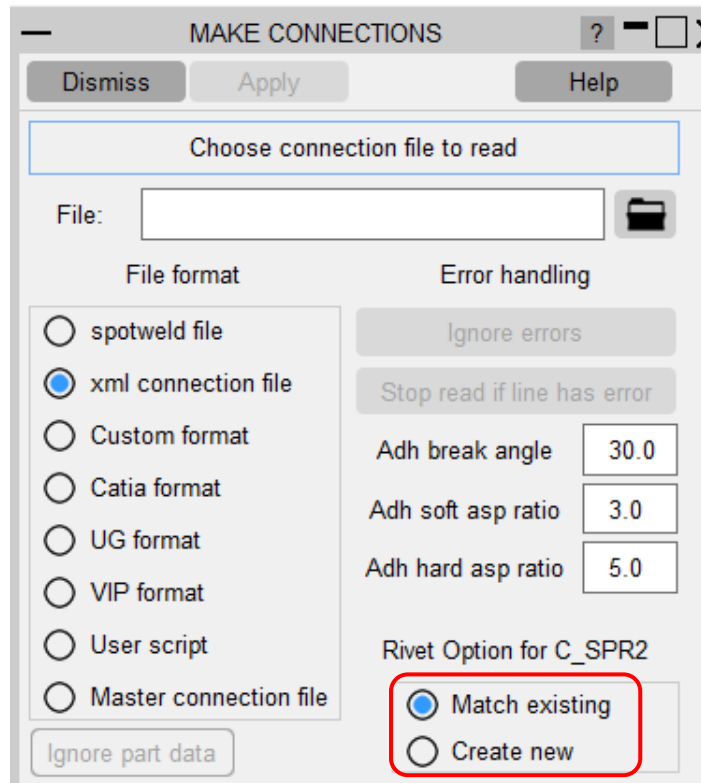 MAKE CONNECTIONS ?
Dismiss Apply Help
Choose connection file to read
File:
File format
spotweld file
xml connection file
Custom format
Catia format
UG format
VIP format
User script
Master connection file
Ignore part data
Error handling
Ignore errors
Stop read if line has error
Adh break angle 30.0
Adh soft asp ratio 3.0
Adh hard asp ratio 5.0
Rivet Option for C_SPR2
Match existing
Create new